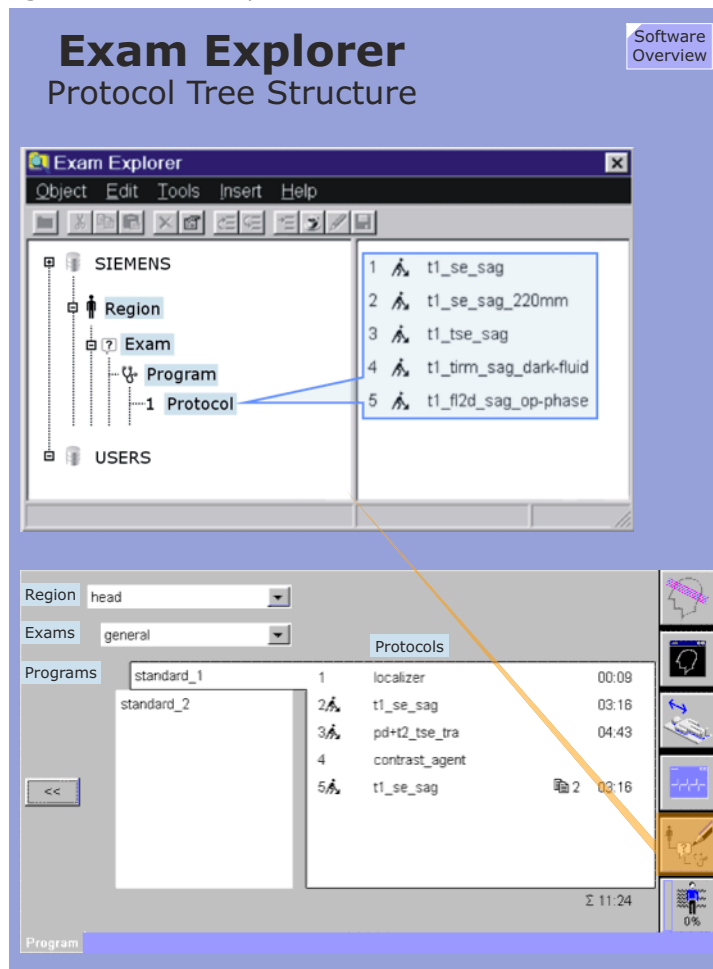 Exam Explorer
Protocol Tree Structure
Software
Overview
Exam Explorer
Object Edit Tools Insert Help
SIEMENS
Region
? Exam
Program
1 Protocol
USERS
1 t1_se_sag
2 t1_se_sag_220mm
3 t1_tse_sag
4 t1_tirm_sag_dark-fluid
5 t1_fl2d_sag_op-phase
Region head
Exams general
Protocols
Programs standard_1
standard_2
<<
1 localizer 00:09
2 t1_se_sag 03:16
3 pd+t2_tse_tra 04:43
4 contrast_agent
5 t1_se_sag 2 03:16
Σ 11:24
0%
Program